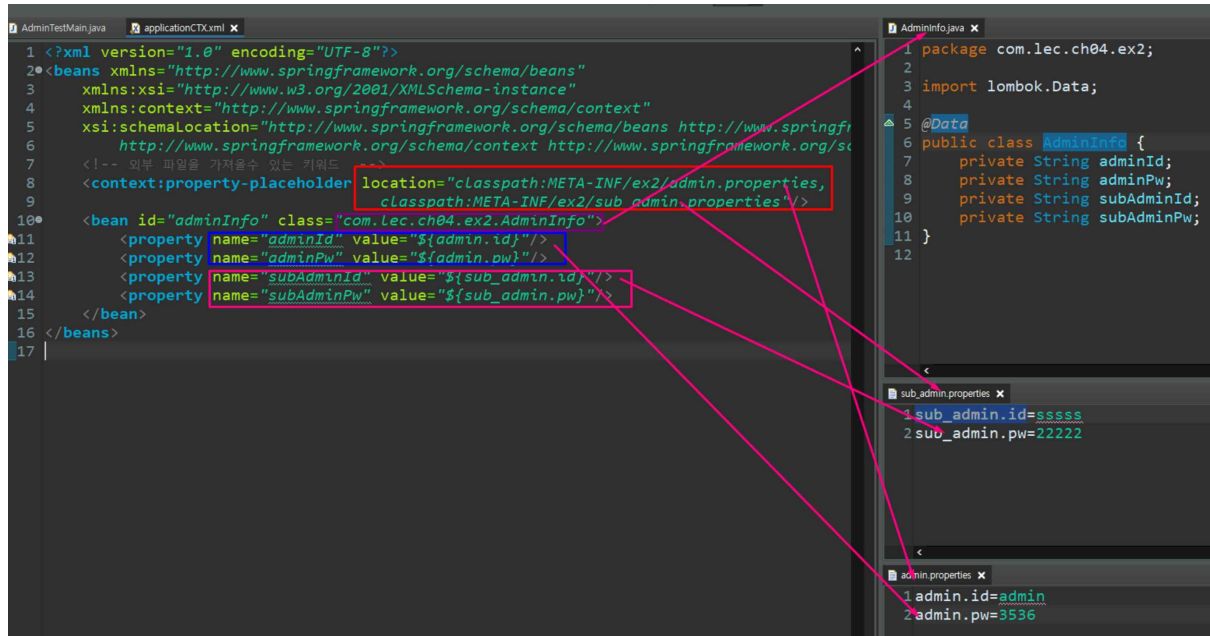 AdminTestMain.java
applicationCTX.xml
1 <?xml version="1.0" encoding="UTF-8"?>
2 <beans xmlns="http://www.springframework.org/schema/beans"
3 xmlns:xsi="http://www.w3.org/2001/XMLSchema-instance"
4 xmlns:context="http://www.springframework.org/schema/context"
5 xsi:schemaLocation="http://www.springframework.org/schema/beans http://www.springfr
6 http://www.springframework.org/schema/context http://www.springframework.org/sc
7 <!-- 외부 파일을 가져올수 있는 키워드 -->
8 <context:property-placeholder location="classpath:META-INF/ex2/admin.properties,
9 classpath:META-INF/ex2/sub_admin.properties"/>
10 <bean id="adminInfo" class="com.lec.ch04.ex2.AdminInfo">
11 <property name="adminId" value="${admin.id}"/>
12 <property name="adminPw" value="${admin.pw}"/>
13 <property name="subAdminId" value="${sub_admin.id}"/>
14 <property name="subAdminPw" value="${sub_admin.pw}"/>
15 </bean>
16 </beans>
17
AdminInfo.java
1 package com.lec.ch04.ex2;
2
3 import lombok.Data;
4
5 @Data
6 public class AdminInfo {
7 private String adminId;
8 private String adminPw;
9 private String subAdminId;
10 private String subAdminPw;
11 }
12
sub_admin.properties
1 sub_admin.id=sssss
2 sub_admin.pw=22222
admin.properties
1 admin.id=admin
2 admin.pw=3536